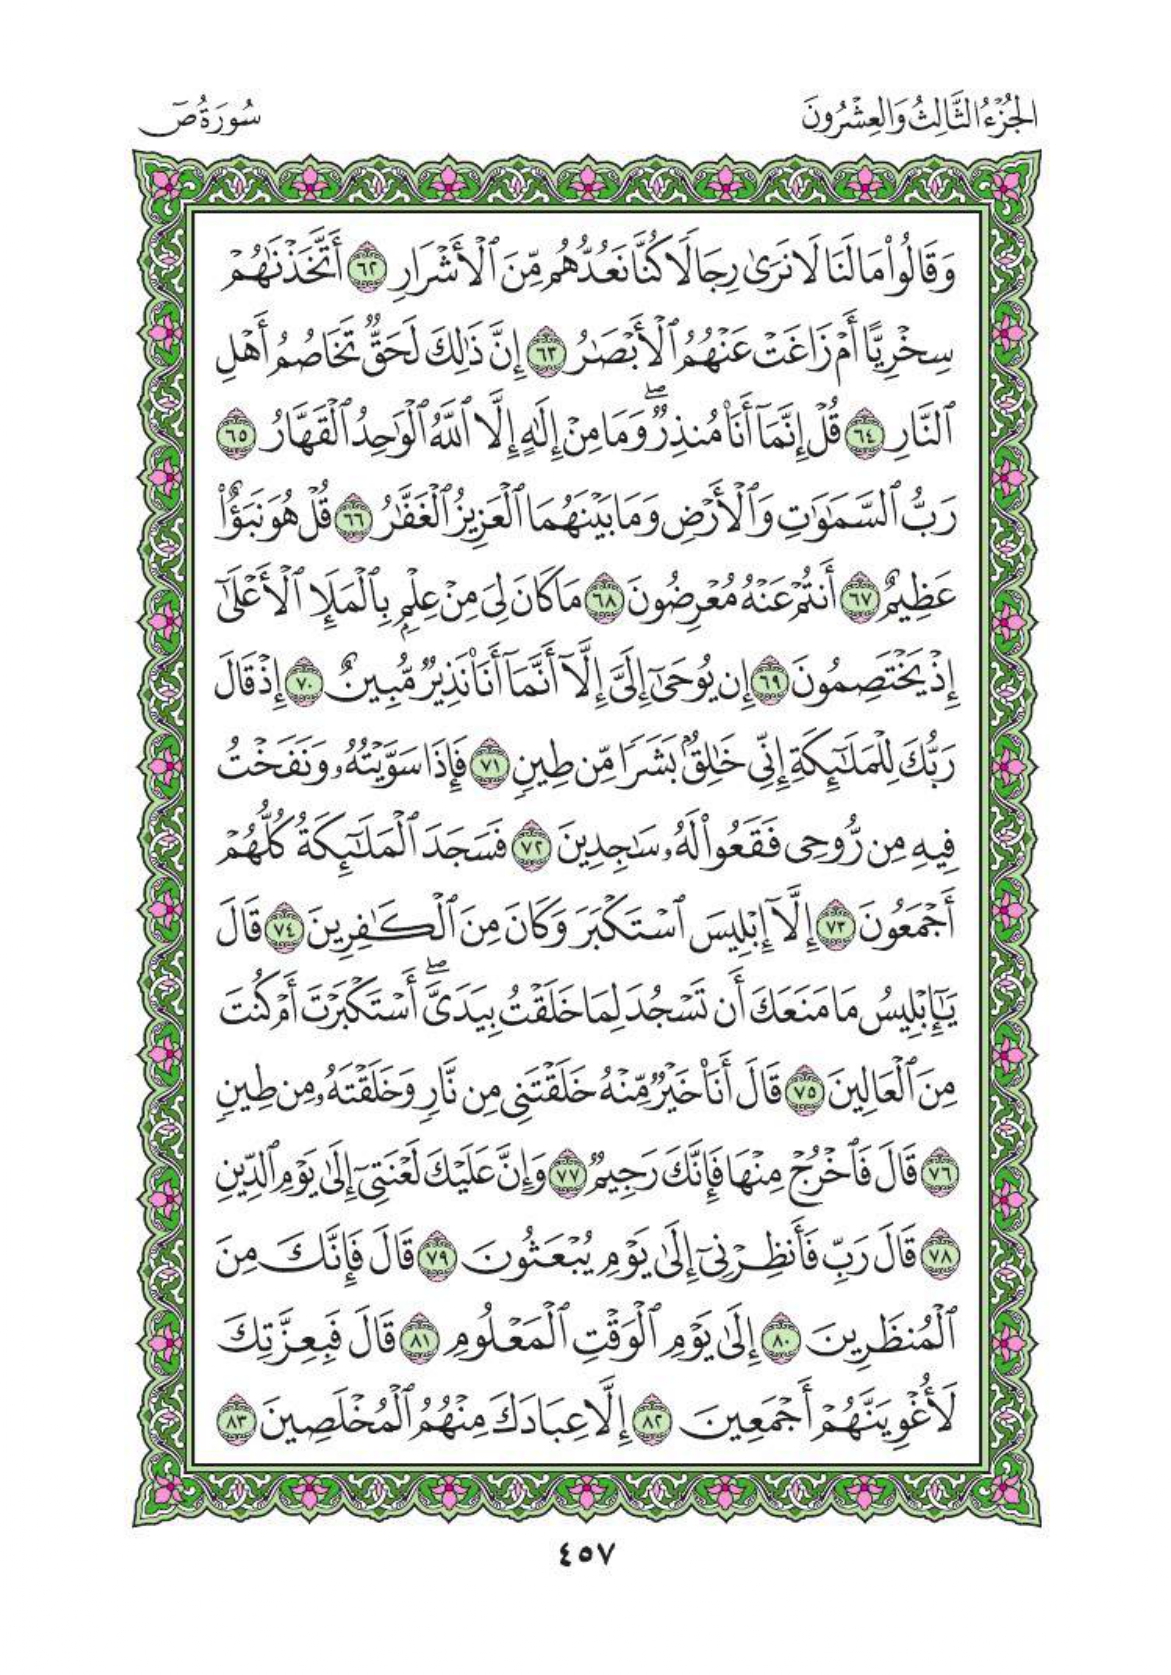 الجُزْءُ الثَّالِثُ وَالعِشْرُونَ
سُورَةُ صٓ
وَقَالُوا۟ مَا لَنَا لَا نَرَىٰ رِجَالًا كُنَّا نَعُدُّهُم مِّنَ ٱلْأَشْرَارِ ٦٢ أَتَّخَذْنَٰهُمْ
سِخْرِيًّا أَمْ زَاغَتْ عَنْهُمُ ٱلْأَبْصَٰرُ ٦٣ إِنَّ ذَٰلِكَ لَحَقٌّ تَخَاصُمُ أَهْلِ
ٱلنَّارِ ٦٤ قُلْ إِنَّمَآ أَنَا۠ مُنذِرٌۖ وَمَا مِنْ إِلَٰهٍ إِلَّا ٱللَّهُ ٱلْوَٰحِدُ ٱلْقَهَّارُ ٦٥
رَبُّ ٱلسَّمَٰوَٰتِ وَٱلْأَرْضِ وَمَا بَيْنَهُمَا ٱلْعَزِيزُ ٱلْغَفَّٰرُ ٦٦ قُلْ هُوَ نَبَؤٌا۟
عَظِيمٌ ٦٧ أَنتُمْ عَنْهُ مُعْرِضُونَ ٦٨ مَا كَانَ لِىَ مِنْ عِلْمٍۭ بِٱلْمَلَإِ ٱلْأَعْلَىٰٓ
إِذْ يَخْتَصِمُونَ ٦٩ إِن يُوحَىٰٓ إِلَىَّ إِلَّآ أَنَّمَآ أَنَا۠ نَذِيرٌ مُّبِينٌ ٧٠ إِذْ قَالَ
رَبُّكَ لِلْمَلَٰٓئِكَةِ إِنِّى خَٰلِقٌۢ بَشَرًا مِّن طِينٍ ٧١ فَإِذَا سَوَّيْتُهُۥ وَنَفَخْتُ
فِيهِ مِن رُّوحِى فَقَعُوا۟ لَهُۥ سَٰجِدِينَ ٧٢ فَسَجَدَ ٱلْمَلَٰٓئِكَةُ كُلُّهُمْ
أَجْمَعُونَ ٧٣ إِلَّآ إِبْلِيسَ ٱسْتَكْبَرَ وَكَانَ مِنَ ٱلْكَٰفِرِينَ ٧٤ قَالَ
يَٰٓإِبْلِيسُ مَا مَنَعَكَ أَن تَسْجُدَ لِمَا خَلَقْتُ بِيَدَىَّۖ أَسْتَكْبَرْتَ أَمْ كُنتَ
مِنَ ٱلْعَالِينَ ٧٥ قَالَ أَنَا۠ خَيْرٌ مِّنْهُ خَلَقْتَنِى مِن نَّارٍ وَخَلَقْتَهُۥ مِن طِينٍ
٧٦ قَالَ فَٱخْرُجْ مِنْهَا فَإِنَّكَ رَجِيمٌ ٧٧ وَإِنَّ عَلَيْكَ لَعْنَتِىٓ إِلَىٰ يَوْمِ ٱلدِّينِ
٧٨ قَالَ رَبِّ فَأَنظِرْنِىٓ إِلَىٰ يَوْمِ يُبْعَثُونَ ٧٩ قَالَ فَإِنَّكَ مِنَ
ٱلْمُنظَرِينَ ٨٠ إِلَىٰ يَوْمِ ٱلْوَقْتِ ٱلْمَعْلُومِ ٨١ قَالَ فَبِعِزَّتِكَ
لَأُغْوِيَنَّهُمْ أَجْمَعِينَ ٨٢ إِلَّا عِبَادَكَ مِنْهُمُ ٱلْمُخْلَصِينَ ٨٣
٤٥٧